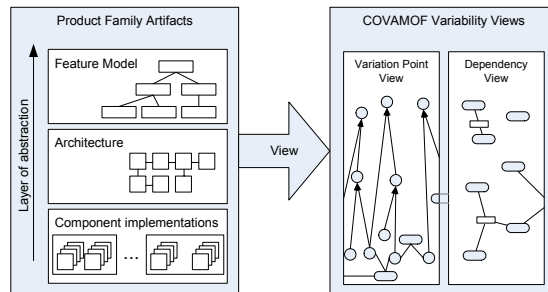 Product Family Artifacts
COVAMOF Variability Views
Layer of abstraction
Feature Model
Architecture
Component implementations
...
View
Variation Point
View
Dependency
View